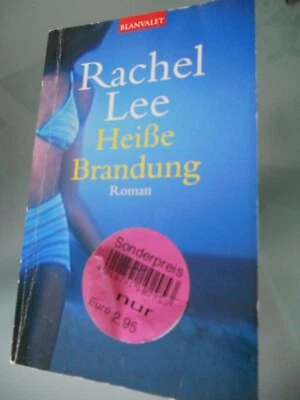 BLANVALET
Rachel
Lee
Heiße
Brandung
Roman
Sonderpreis
nur
Euro 2,95